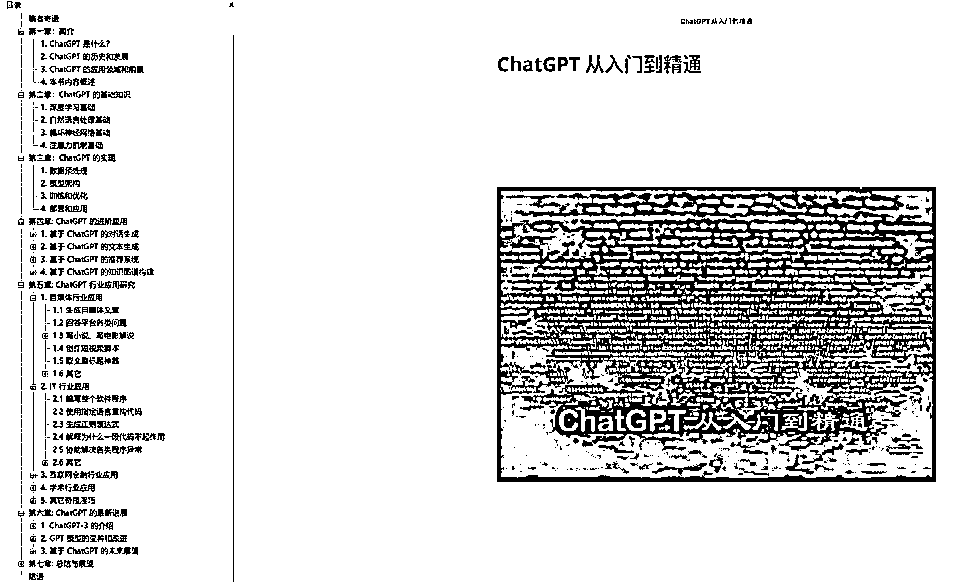 目录
编者寄语
第一章：简介
1. ChatGPT 是什么？
2. ChatGPT 的历史和发展
3. ChatGPT 的应用领域和前景
4. 本书内容概述
第二章：ChatGPT 的基础知识
1. 深度学习基础
2. 自然语言处理基础
3. 循环神经网络基础
4. 注意力机制基础
第三章：ChatGPT 的实现
1. 数据预处理
2. 模型架构
3. 训练和优化
4. 部署和应用
第四章: ChatGPT 的进阶应用
1. 基于 ChatGPT 的对话生成
2. 基于 ChatGPT 的文本生成
3. 基于 ChatGPT 的推荐系统
4. 基于 ChatGPT 的知识图谱构建
第五章: ChatGPT 行业应用研究
1. 自媒体行业应用
1.1 生成自媒体文章
1.2 回答平台各类问题
1.3 写小说、写电影解说
1.4 创作短视频脚本
1.5 取文章标题神器
1.6 其它
2. IT 行业应用
2.1 编写整个软件程序
2.2 使用指定语言重构代码
2.3 生成正则表达式
2.4 解释为什么一段代码不起作用
2.5 协助解决各类程序异常
2.6 其它
3. 互联网金融行业应用
4. 学术行业应用
5. 其它奇技淫巧
第六章: ChatGPT 的最新进展
1. ChatGPT-3 的介绍
2. GPT 模型的变种和改进
3. 基于 ChatGPT 的未来展望
第七章: 总结与展望
结语
ChatGPT 从入门到精通
ChatGPT 从入门到精通
ChatGPT 从入门到精通